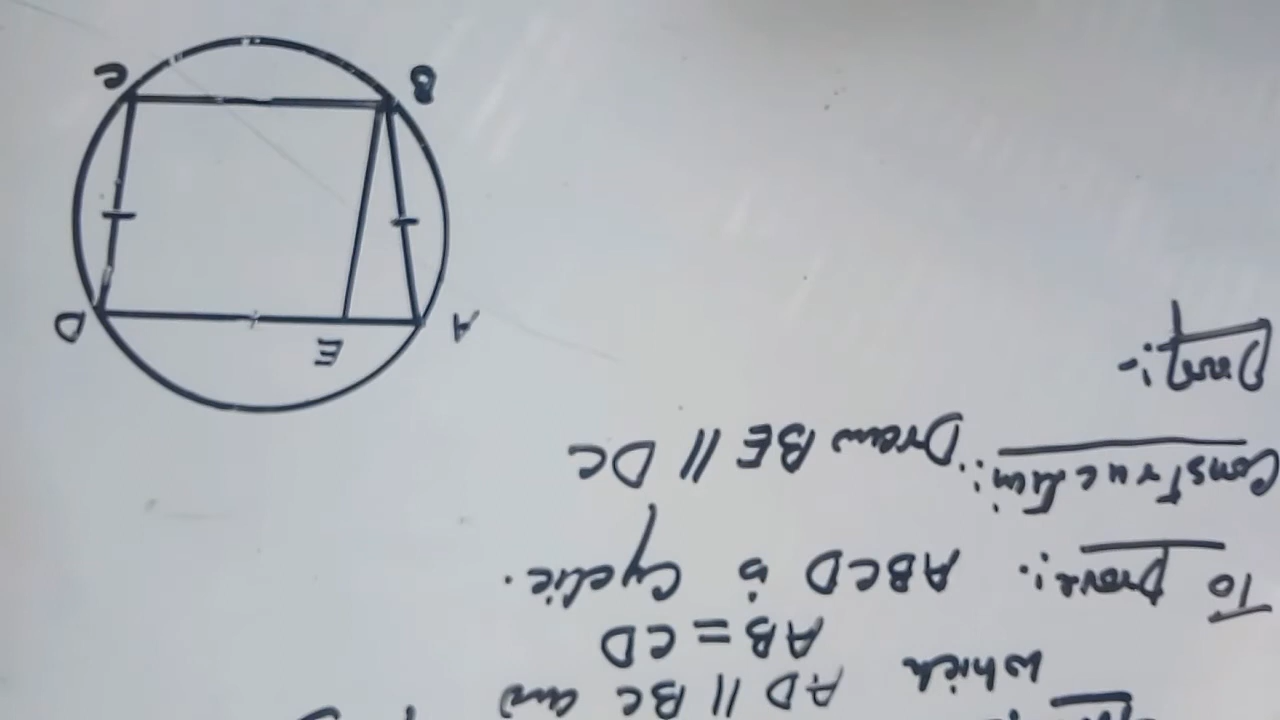 which AD // BC and
AB = CD
To prove:. ABCD is Cyclic.
Construction:. Draw BE // DC
Proof:-
A
E
D
B
C